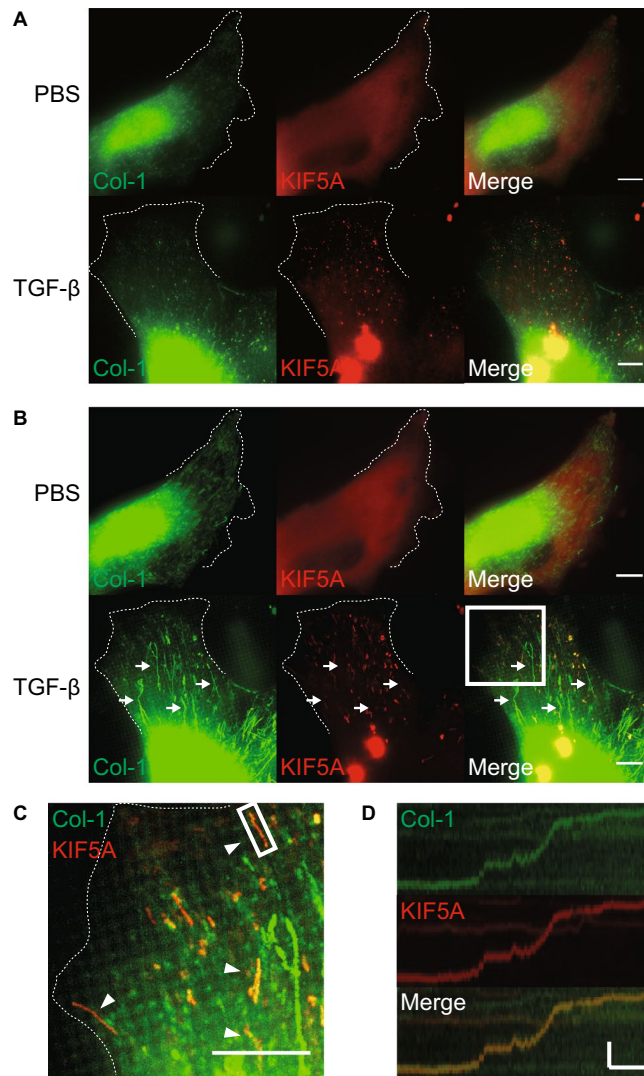 A
PBS
Col-1 KIF5A Merge
TGF-β
Col-1 KIF5A Merge
B
PBS
Col-1 KIF5A Merge
TGF-β
Col-1 KIF5A Merge
C
Col-1
KIF5A
D
Col-1
KIF5A
Merge